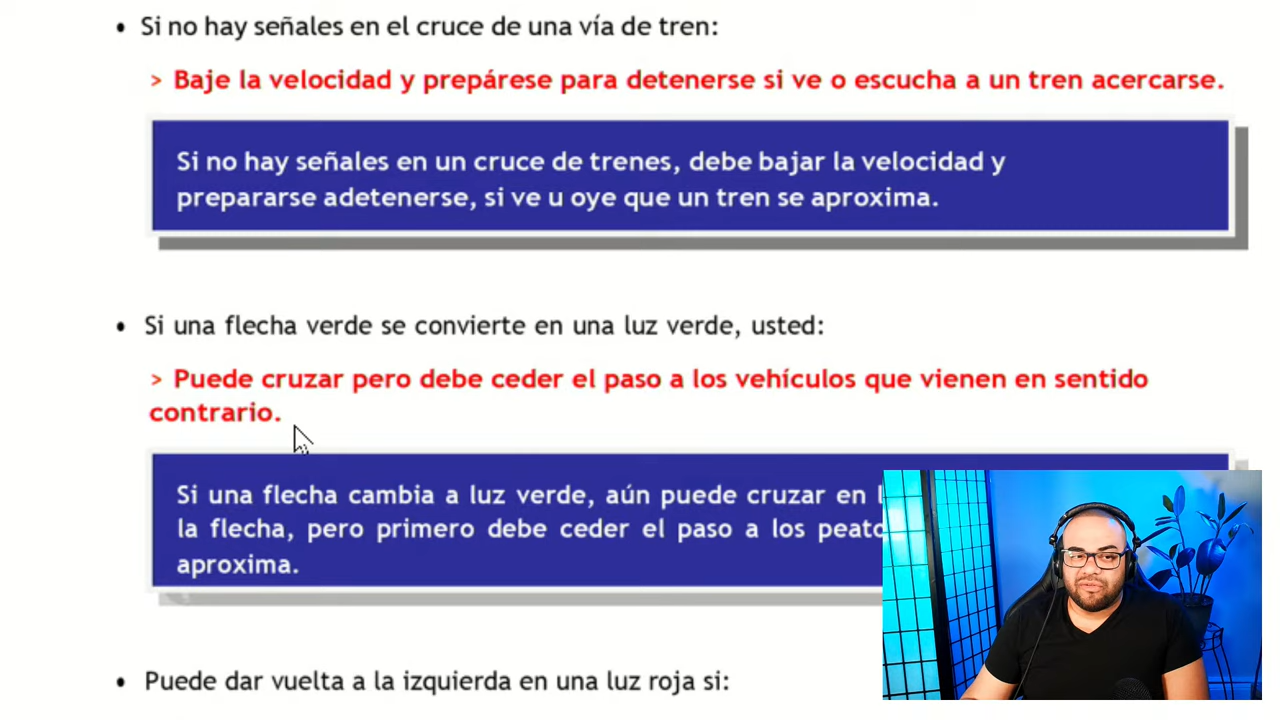 • Si no hay señales en el cruce de una vía de tren:
> Baje la velocidad y prepárese para detenerse si ve o escucha a un tren acercarse.
Si no hay señales en un cruce de trenes, debe bajar la velocidad y
prepararse adetenerse, si ve u oye que un tren se aproxima.
• Si una flecha verde se convierte en una luz verde, usted:
> Puede cruzar pero debe ceder el paso a los vehículos que vienen en sentido
contrario.
Si una flecha cambia a luz verde, aún puede cruzar en
la flecha, pero primero debe ceder el paso a los
aproxima.
• Puede dar vuelta a la izquierda en una luz roja si: